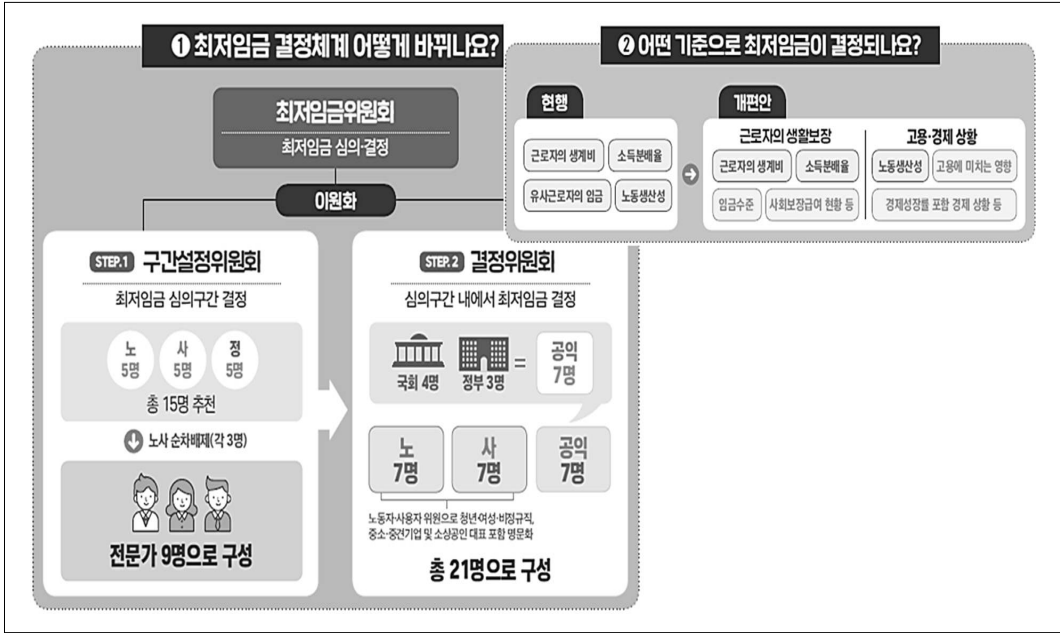 ❶ 최저임금 결정체계 어떻게 바뀌나요?
최저임금위원회
최저임금 심의·결정
이원화
STEP.1 구간설정위원회
최저임금 심의구간 결정
노 5명
사 5명
정 5명
총 15명 추천
노사 순차배제(각 3명)
전문가 9명으로 구성
STEP.2 결정위원회
심의구간 내에서 최저임금 결정
국회 4명
정부 3명
=
공익 7명
노 7명
사 7명
공익 7명
노동자·사용자 위원으로 청년·여성·비정규직,
중소·중견기업 및 소상공인 대표 포함 명문화
총 21명으로 구성
❷ 어떤 기준으로 최저임금이 결정되나요?
현행
근로자의 생계비
소득분배율
유사근로자의 임금
노동생산성
개편안
근로자의 생활보장
근로자의 생계비
소득분배율
임금수준
사회보장급여 현황 등
고용·경제 상황
노동생산성
고용에 미치는 영향
경제성장률 포함 경제 상황 등